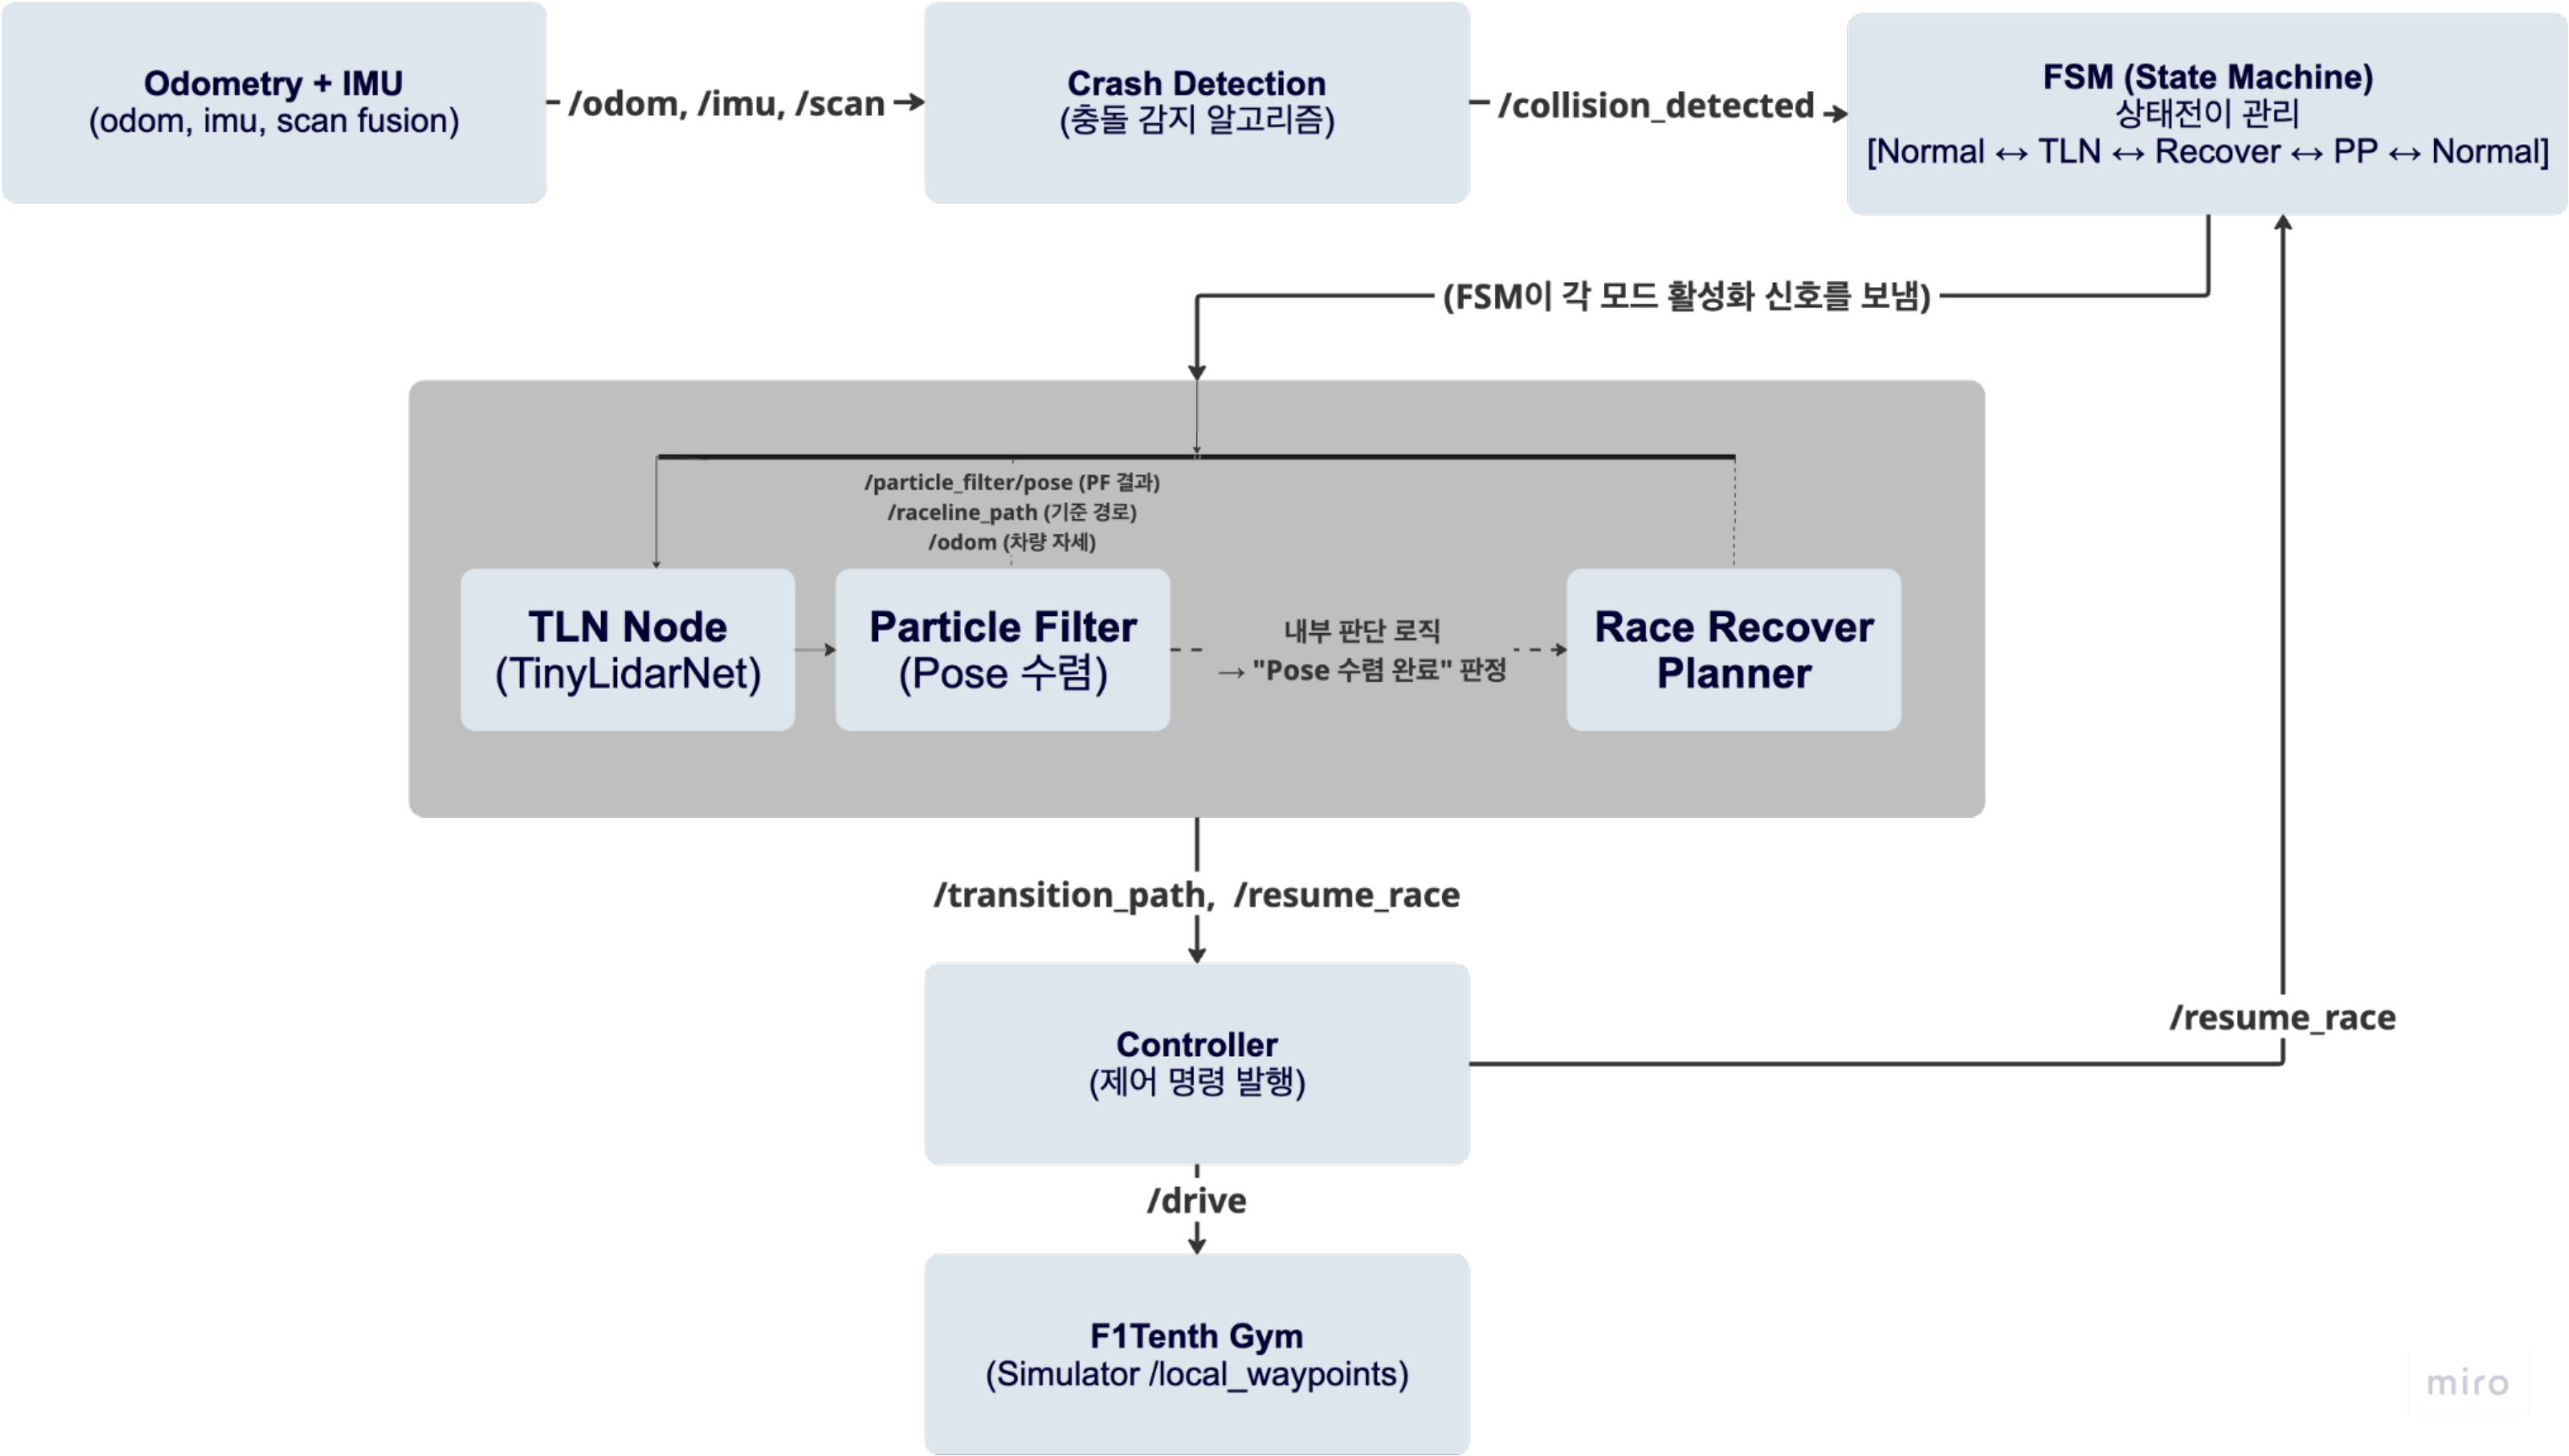 Odometry + IMU
(odom, imu, scan fusion)
/odom, /imu, /scan
Crash Detection
(충돌 감지 알고리즘)
/collision_detected
FSM (State Machine)
상태전이 관리
[Normal ↔ TLN ↔ Recover ↔ PP ↔ Normal]
(FSM이 각 모드 활성화 신호를 보냄)
/particle_filter/pose (PF 결과)
/raceline_path (기준 경로)
/odom (차량 자세)
TLN Node
(TinyLidarNet)
Particle Filter
(Pose 수렴)
내부 판단 로직
→ "Pose 수렴 완료" 판정
Race Recover
Planner
/transition_path, /resume_race
Controller
(제어 명령 발행)
/resume_race
/drive
F1Tenth Gym
(Simulator /local_waypoints)
miro